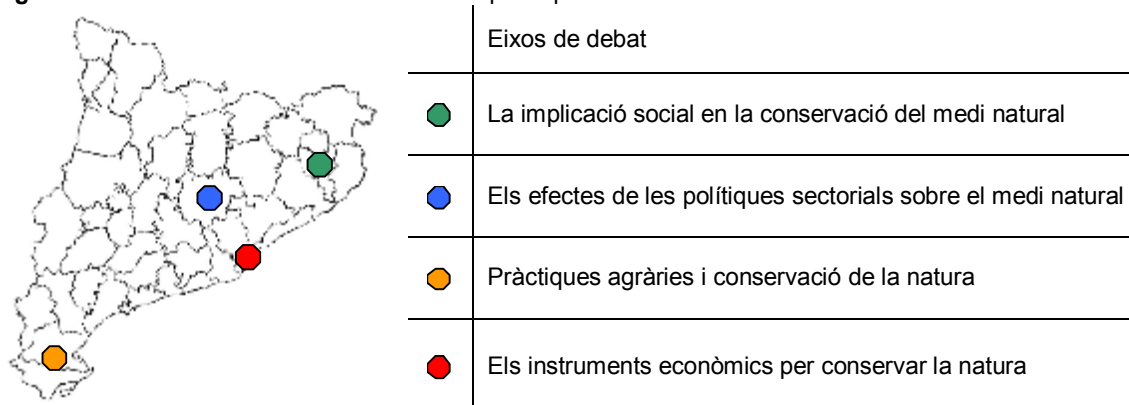 Eixos de debat
La implicació social en la conservació del medi natural
Els efectes de les polítiques sectorials sobre el medi natural
Pràctiques agràries i conservació de la natura
Els instruments econòmics per conservar la natura